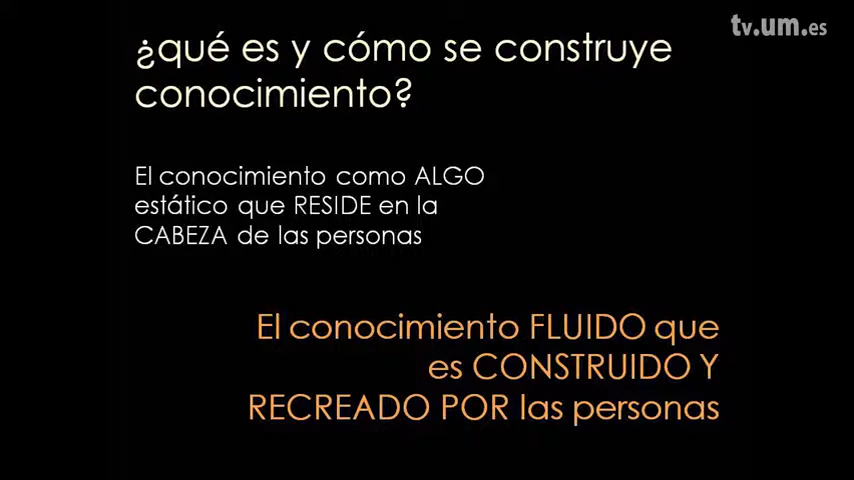 tv.um.es
¿qué es y cómo se construye
conocimiento?
El conocimiento como ALGO
estático que RESIDE en la
CABEZA de las personas
El conocimiento FLUIDO que
es CONSTRUIDO Y
RECREADO POR las personas